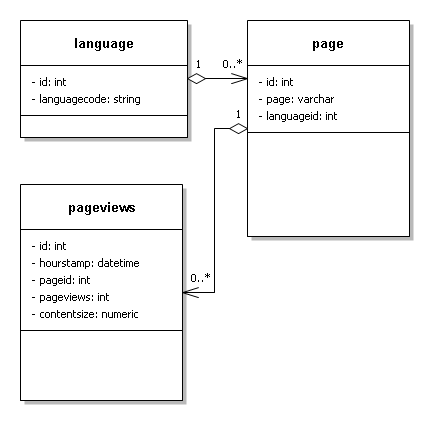 language
- id: int
- languagecode: string
1
0..*
page
- id: int
- page: varchar
- languageid: int
1
pageviews
- id: int
- hourstamp: datetime
- pageid: int
- pageviews: int
- contentsize: numeric
0..*